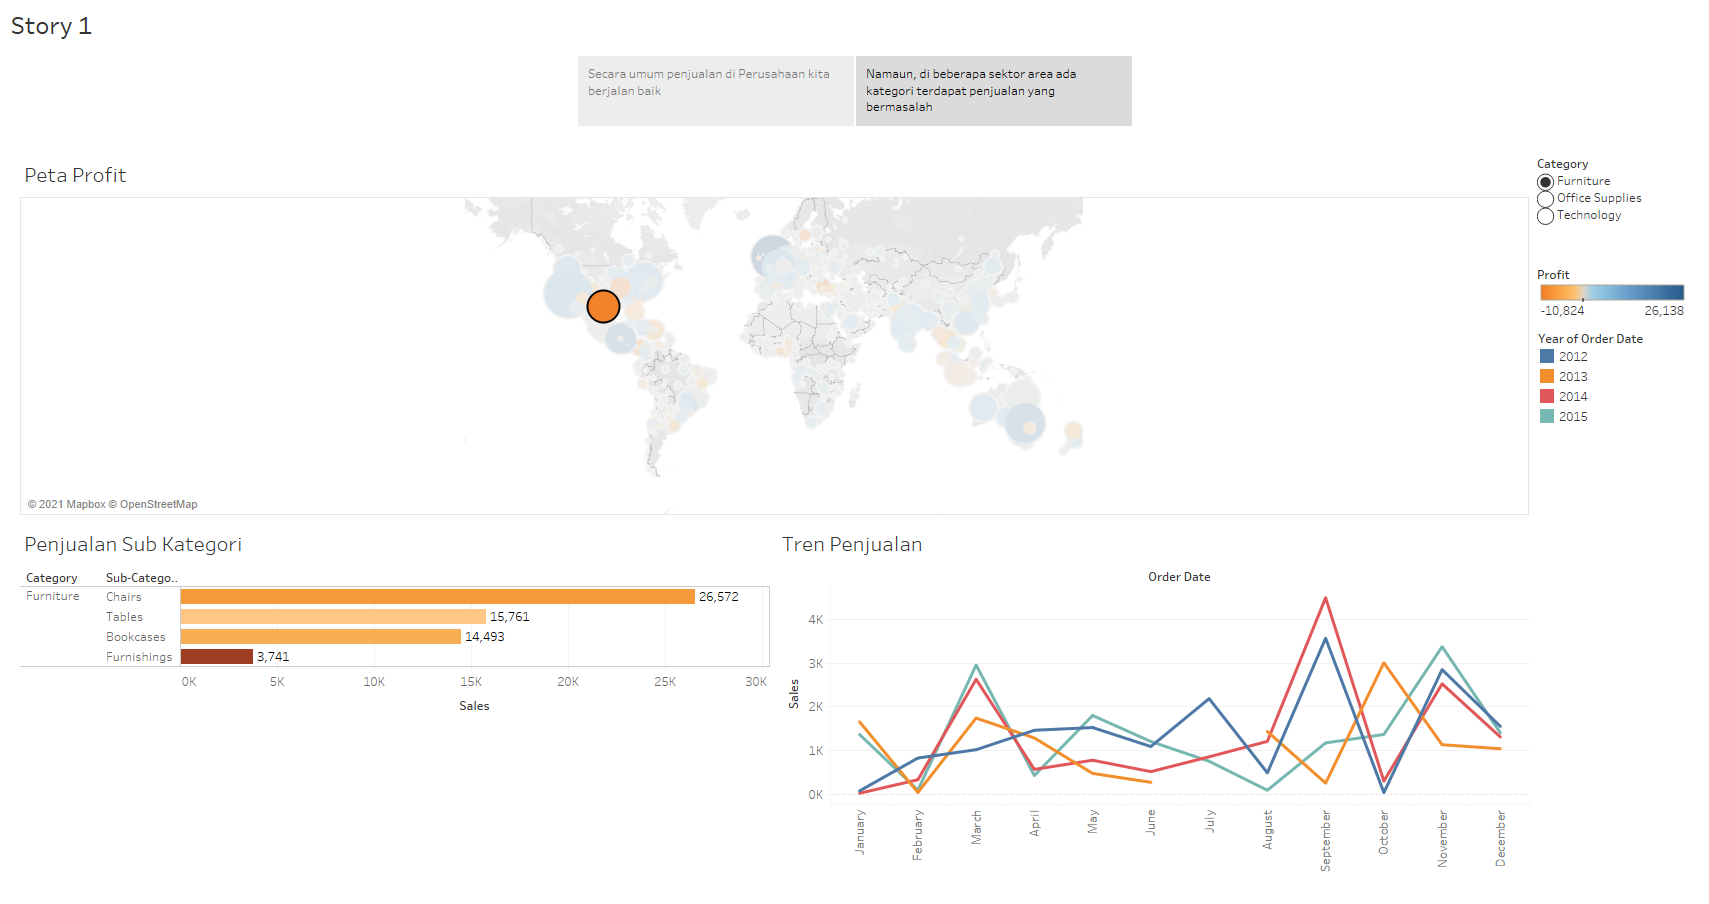 Story 1
Secara umum penjualan di Perusahaan kita
berjalan baik
Namaun, di beberapa sektor area ada
kategori terdapat penjualan yang
bermasalah
Peta Profit
© 2021 Mapbox © OpenStreetMap
Category
Furniture
Office Supplies
Technology
Profit
-10,824 26,138
Year of Order Date
2012
2013
2014
2015
Penjualan Sub Kategori
Category Sub-Catego..
Furniture Chairs 26,572
Tables 15,761
Bookcases 14,493
Furnishings 3,741
0K 5K 10K 15K 20K 25K 30K
Sales
Tren Penjualan
Order Date
4K
3K
2K
1K
0K
Sales
January February March April May June July August September October November December